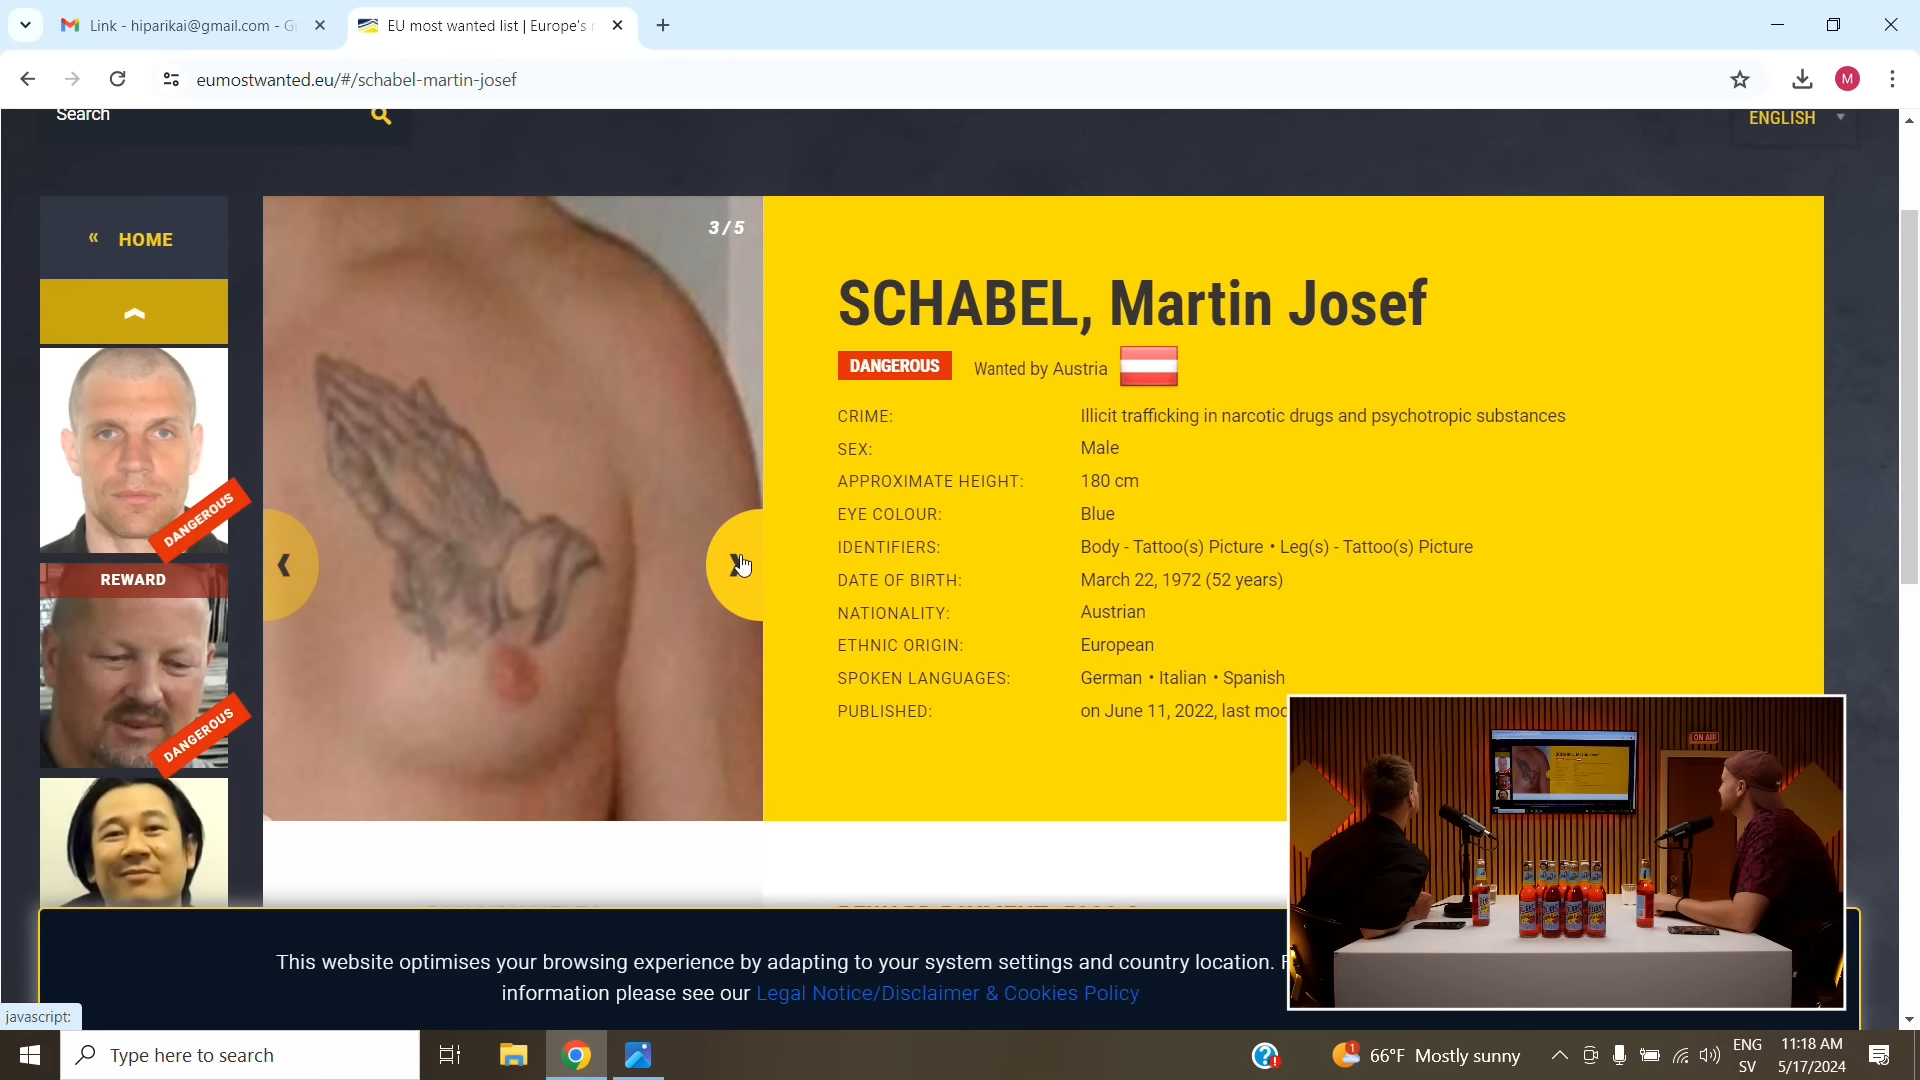 Link - hiparikai@gmail.com - G
EU most wanted list | Europe's
eumostwanted.eu/#/schabel-martin-josef
M
Search
ENGLISH
« HOME
3 / 5
SCHABEL, Martin Josef
DANGEROUS Wanted by Austria
CRIME: Illicit trafficking in narcotic drugs and psychotropic substances
SEX: Male
APPROXIMATE HEIGHT: 180 cm
EYE COLOUR: Blue
IDENTIFIERS: Body - Tattoo(s) Picture • Leg(s) - Tattoo(s) Picture
DATE OF BIRTH: March 22, 1972 (52 years)
NATIONALITY: Austrian
ETHNIC ORIGIN: European
SPOKEN LANGUAGES: German • Italian • Spanish
PUBLISHED: on June 11, 2022, last mod
DANGEROUS
REWARD
DANGEROUS
ON AIR
This website optimises your browsing experience by adapting to your system settings and country location. F
information please see our Legal Notice/Disclaimer & Cookies Policy
javascript:
Type here to search
1
66°F Mostly sunny
ENG
SV
11:18 AM
5/17/2024